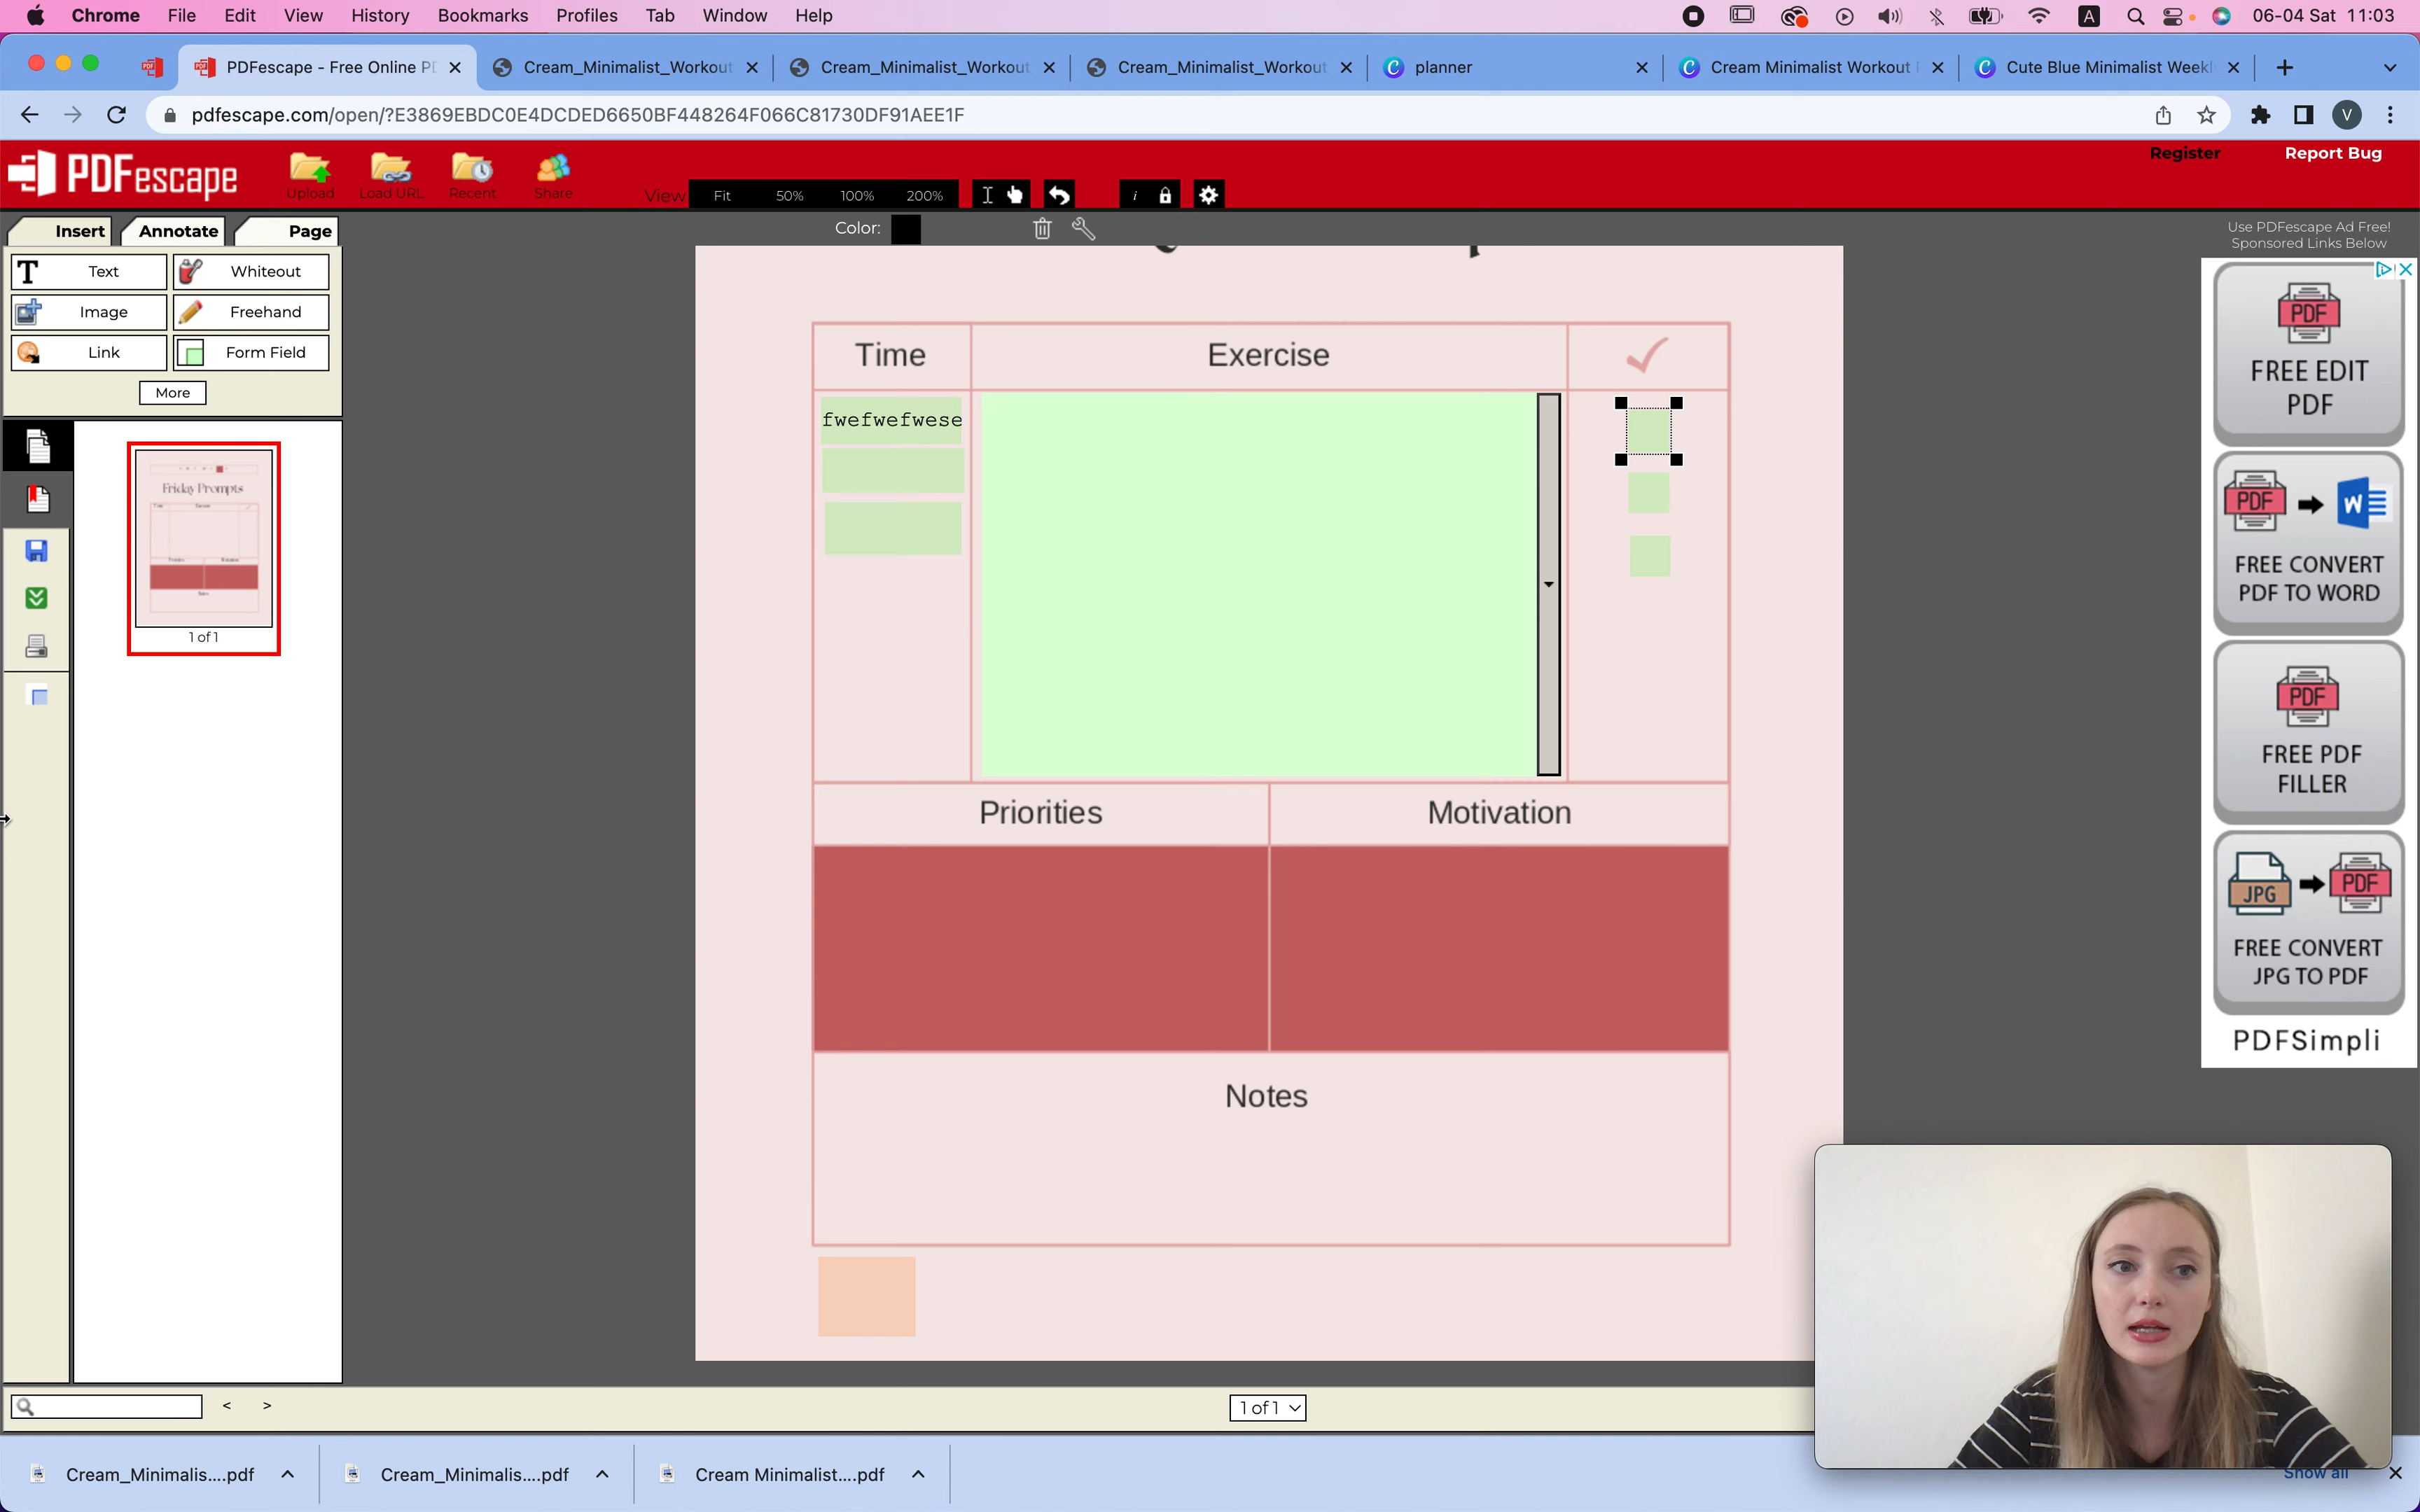 Chrome File Edit View History Bookmarks Profiles Tab Window Help A 06-04 Sat 11:03
PDFescape - Free Online PD Cream_Minimalist_Workout Cream_Minimalist_Workout Cream_Minimalist_Workout planner Cream Minimalist Workout Cute Blue Minimalist Weekl
pdfescape.com/open/?E3869EBDC0E4DCDED6650BF448264F066C81730DF91AEE1F V
PDFescape Upload Load URL Recent Share View Fit 50% 100% 200% i Register Report Bug
Insert Annotate Page Color:
Use PDFescape Ad Free!
Sponsored Links Below
Text Whiteout
Image Freehand
Link Form Field
More
Friday Prompts
1 of 1
Time Exercise
fwefwefwese
Priorities Motivation
Notes
PDF
FREE EDIT
PDF
PDF W
FREE CONVERT
PDF TO WORD
PDF
FREE PDF
FILLER
JPG PDF
FREE CONVERT
JPG TO PDF
PDFSimpli
< > 1 of 1
Cream_Minimalis....pdf Cream_Minimalis....pdf Cream Minimalist....pdf Show all